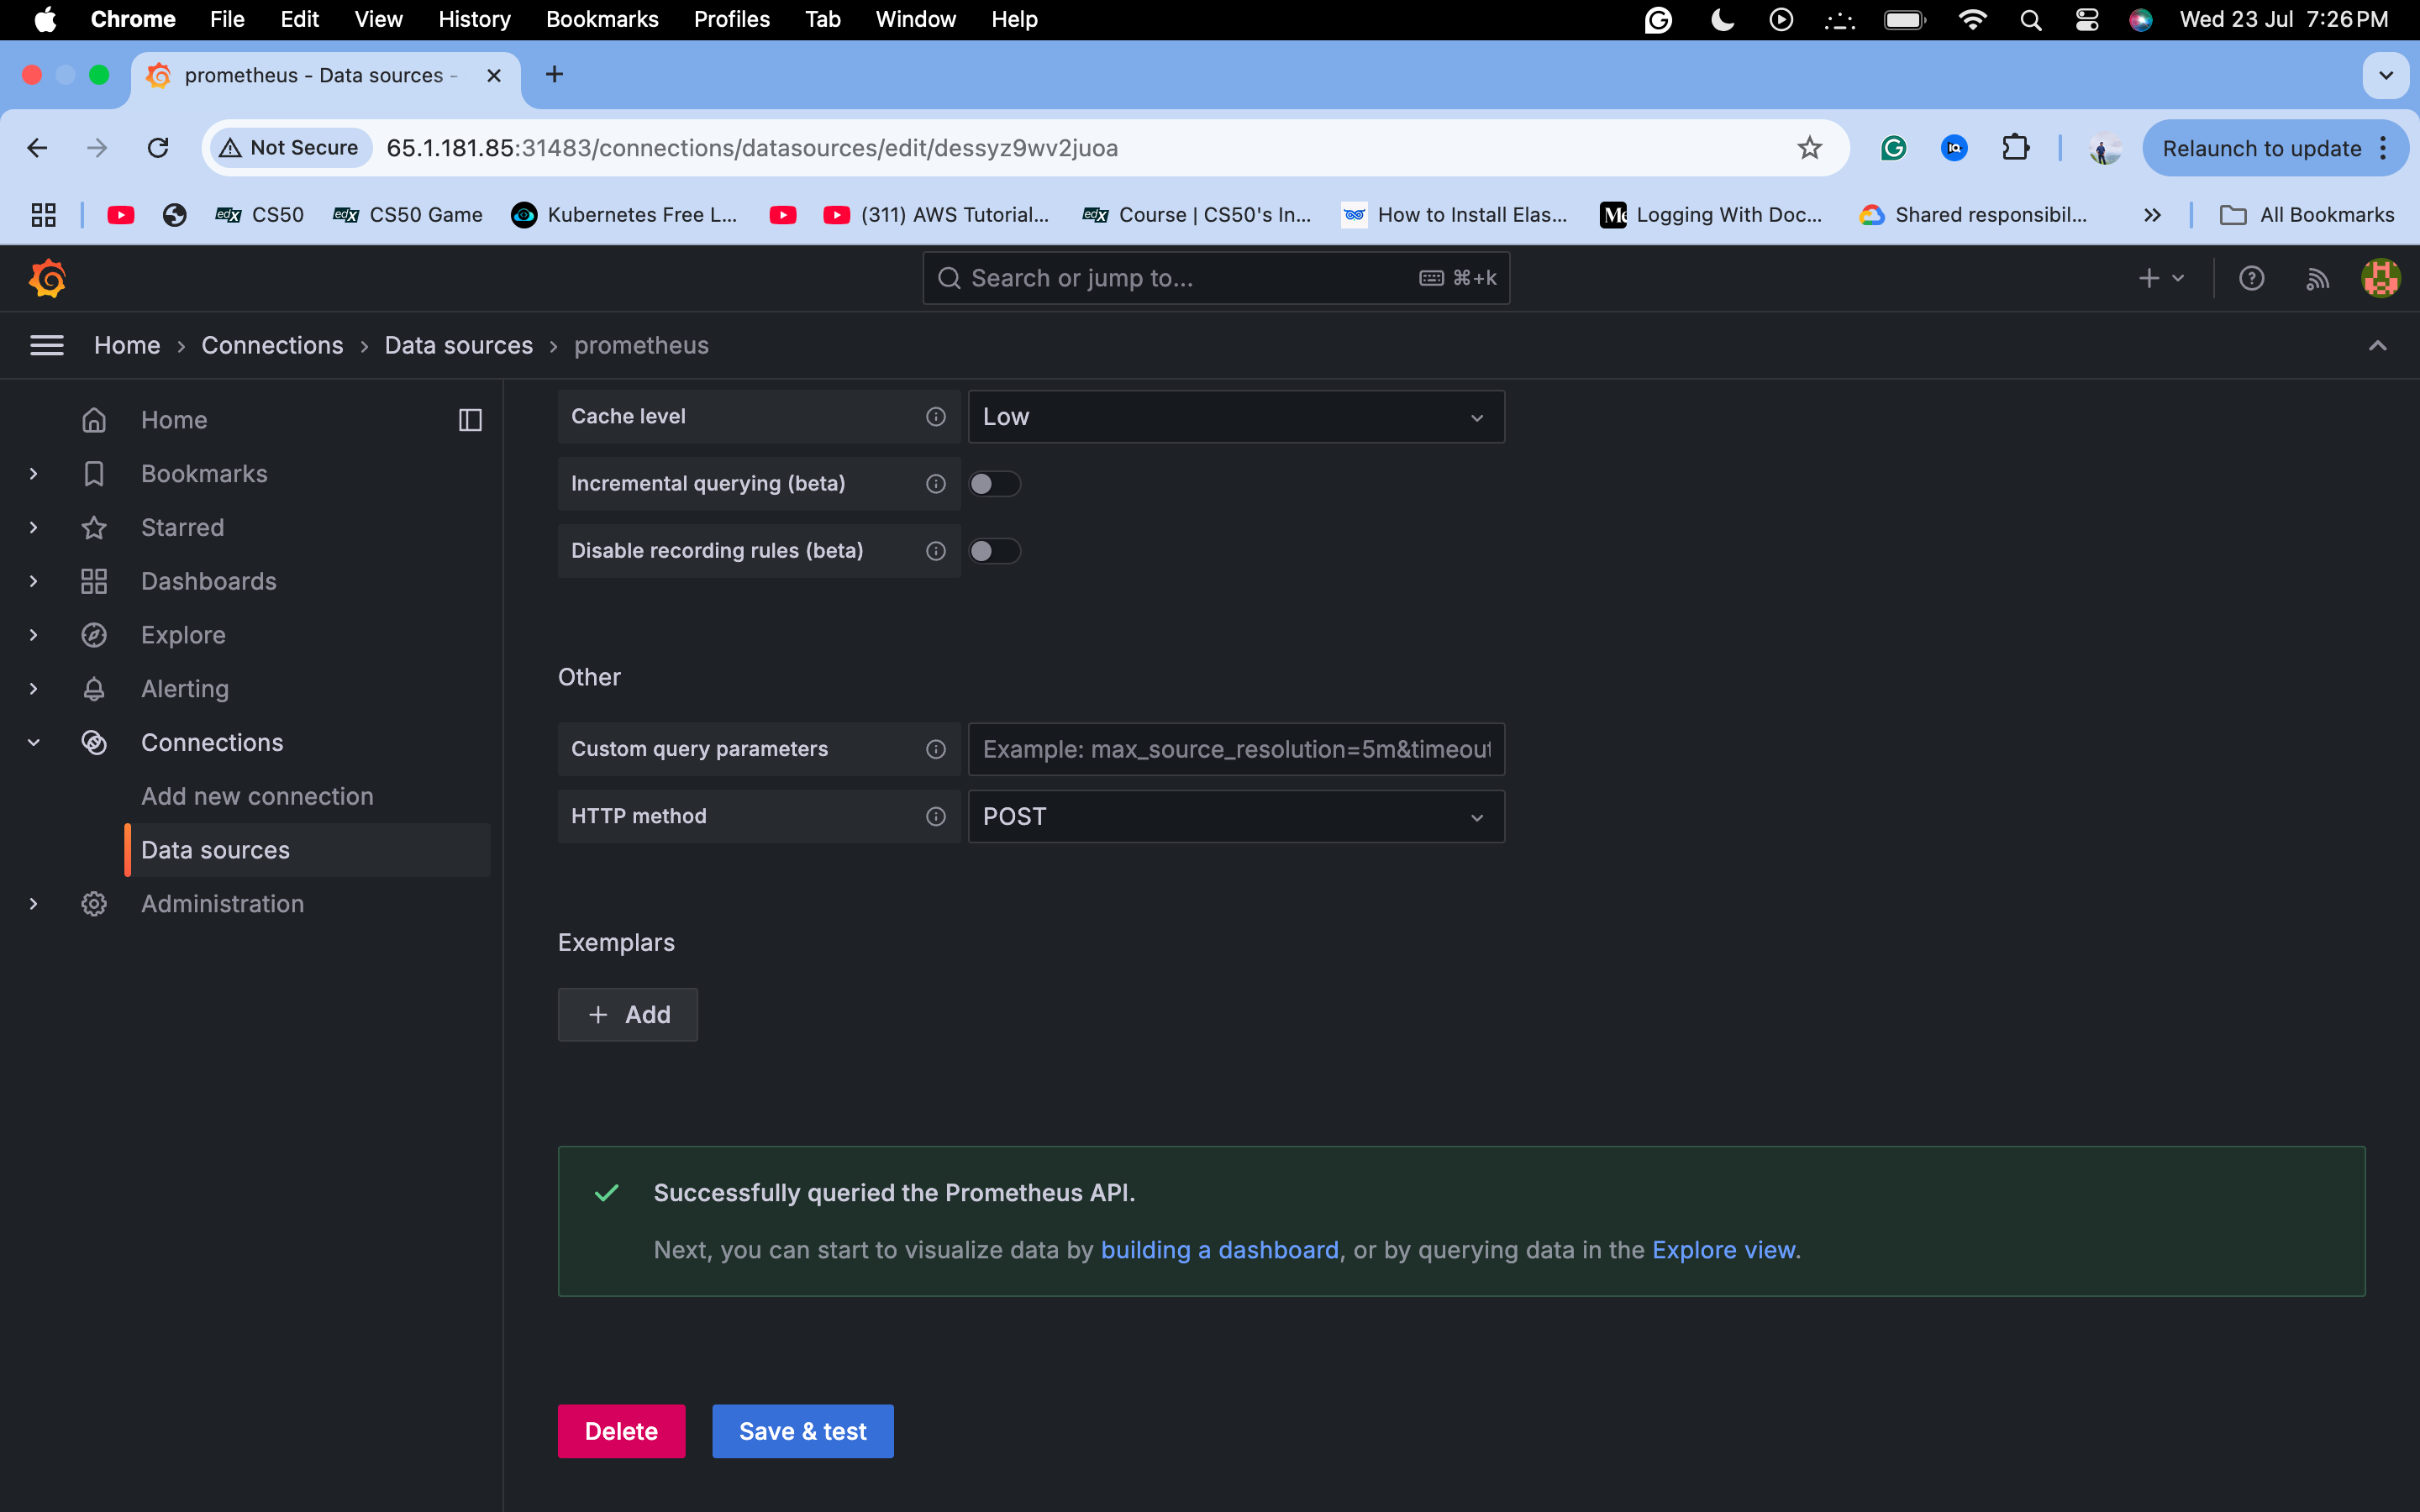 Chrome File Edit View History Bookmarks Profiles Tab Window Help Wed 23 Jul 7:26 PM
prometheus - Data sources -
Not Secure 65.1.181.85:31483/connections/datasources/edit/dessyz9wv2juoa Relaunch to update
edX CS50 edX CS50 Game Kubernetes Free L... (311) AWS Tutorial... edX Course | CS50's In... How to Install Elas... Logging With Doc... Shared responsibil... » All Bookmarks
Search or jump to... ⌘+k
Home › Connections › Data sources › prometheus
Home
Bookmarks
Starred
Dashboards
Explore
Alerting
Connections
Add new connection
Data sources
Administration
Cache level Low
Incremental querying (beta)
Disable recording rules (beta)
Other
Custom query parameters Example: max_source_resolution=5m&timeout
HTTP method POST
Exemplars
+ Add
Successfully queried the Prometheus API.
Next, you can start to visualize data by building a dashboard, or by querying data in the Explore view.
Delete Save & test